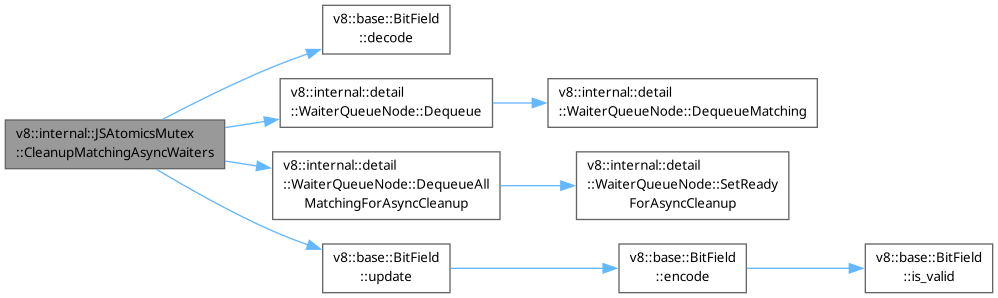 v8::base::BitField
::decode
v8::internal::detail
::WaiterQueueNode::Dequeue
v8::internal::detail
::WaiterQueueNode::DequeueMatching
v8::internal::JSAtomicsMutex
::CleanupMatchingAsyncWaiters
v8::internal::detail
::WaiterQueueNode::DequeueAll
MatchingForAsyncCleanup
v8::internal::detail
::WaiterQueueNode::SetReady
ForAsyncCleanup
v8::base::BitField
::update
v8::base::BitField
::encode
v8::base::BitField
::is_valid